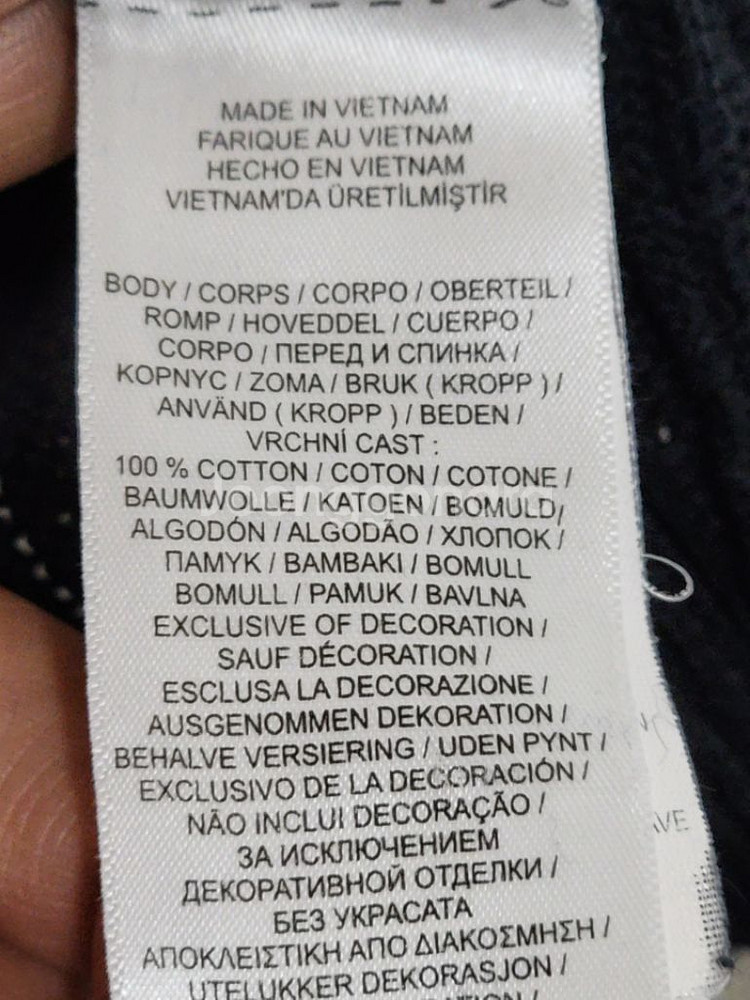 MADE IN VIETNAM
FARIQUE AU VIETNAM
HECHO EN VIETNAM
VIETNAM'DA ÜRETİLMİŞTİR
BODY / CORPS / CORPO / OBERTEIL /
ROMP / HOVEDDEL / CUERPO /
CORPO / ПЕРЕД И СПИНКА /
КОРПУС / ZOMA / BRUK ( KROPP ) /
ANVÄND ( KROPP ) / BEDEN /
VRCHNÍ CAST :
100 % COTTON / COTON / COTONE /
BAUMWOLLE / KATOEN / BOMULD/
ALGODÓN / ALGODÃO / ХЛОПОК /
ПАМУК / BAMBAKI / BOMULL
BOMULL / PAMUK / BAVLNA
EXCLUSIVE OF DECORATION /
SAUF DÉCORATION /
ESCLUSA LA DECORAZIONE /
AUSGENOMMEN DEKORATION /
BEHALVE VERSIERING / UDEN PYNT /
EXCLUSIVO DE LA DECORACIÓN /
NÃO INCLUI DECORAÇÃO /
ЗА ИСКЛЮЧЕНИЕМ
ДЕКОРАТИВНОЙ ОТДЕЛКИ /
БЕЗ УКРАСАТА
ΑΠΟΚΛΕΙΣΤΙΚΗ ΑΠΟ ΔΙΑΚΟΣΜΗΣΗ /
UTELUKKER DEKORASJON /